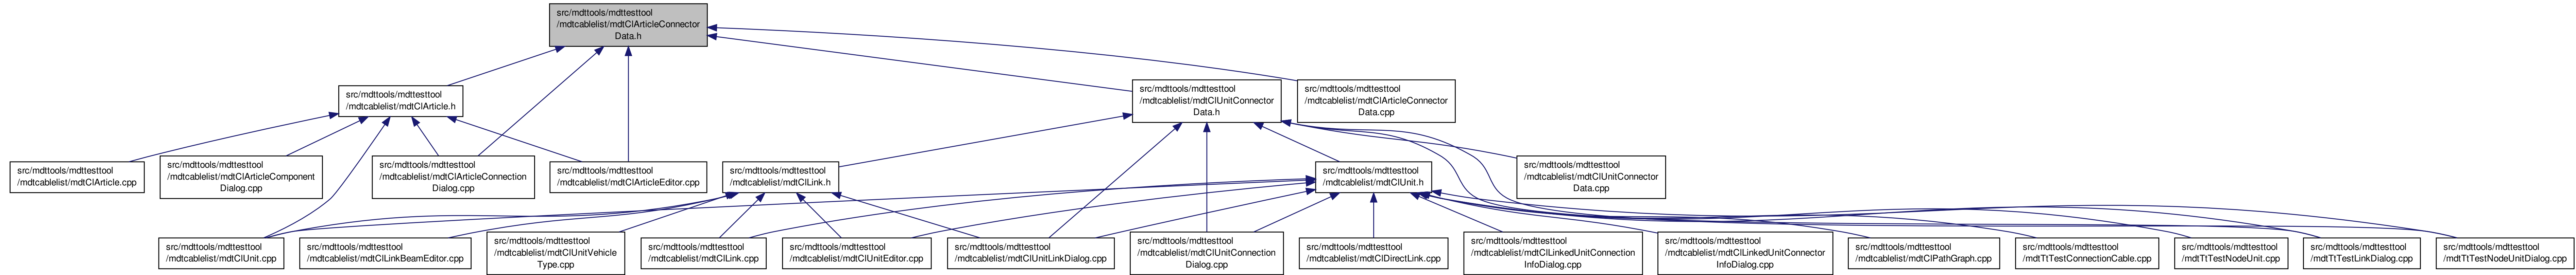 src/mdttools/mdttesttool
/mdtcablelist/mdtClArticleConnector
Data.h
src/mdttools/mdttesttool
/mdtcablelist/mdtClArticle.h
src/mdttools/mdttesttool
/mdtcablelist/mdtClUnitConnector
Data.h
src/mdttools/mdttesttool
/mdtcablelist/mdtClArticleConnector
Data.cpp
src/mdttools/mdttesttool
/mdtcablelist/mdtClArticle.cpp
src/mdttools/mdttesttool
/mdtcablelist/mdtClArticleComponent
Dialog.cpp
src/mdttools/mdttesttool
/mdtcablelist/mdtClArticleConnection
Dialog.cpp
src/mdttools/mdttesttool
/mdtcablelist/mdtClArticleEditor.cpp
src/mdttools/mdttesttool
/mdtcablelist/mdtClLink.h
src/mdttools/mdttesttool
/mdtcablelist/mdtClUnit.h
src/mdttools/mdttesttool
/mdtcablelist/mdtClUnitConnector
Data.cpp
src/mdttools/mdttesttool
/mdtcablelist/mdtClUnit.cpp
src/mdttools/mdttesttool
/mdtcablelist/mdtClLinkBeamEditor.cpp
src/mdttools/mdttesttool
/mdtcablelist/mdtClUnitVehicle
Type.cpp
src/mdttools/mdttesttool
/mdtcablelist/mdtClLink.cpp
src/mdttools/mdttesttool
/mdtcablelist/mdtClUnitEditor.cpp
src/mdttools/mdttesttool
/mdtcablelist/mdtClUnitLinkDialog.cpp
src/mdttools/mdttesttool
/mdtcablelist/mdtClUnitConnection
Dialog.cpp
src/mdttools/mdttesttool
/mdtcablelist/mdtClDirectLink.cpp
src/mdttools/mdttesttool
/mdtcablelist/mdtClLinkedUnitConnection
InfoDialog.cpp
src/mdttools/mdttesttool
/mdtcablelist/mdtClLinkedUnitConnector
InfoDialog.cpp
src/mdttools/mdttesttool
/mdtcablelist/mdtClPathGraph.cpp
src/mdttools/mdttesttool
/mdtTtTestConnectionCable.cpp
src/mdttools/mdttesttool
/mdtTtTestNodeUnit.cpp
src/mdttools/mdttesttool
/mdtTtTestLinkDialog.cpp
src/mdttools/mdttesttool
/mdtTtTestNodeUnitDialog.cpp